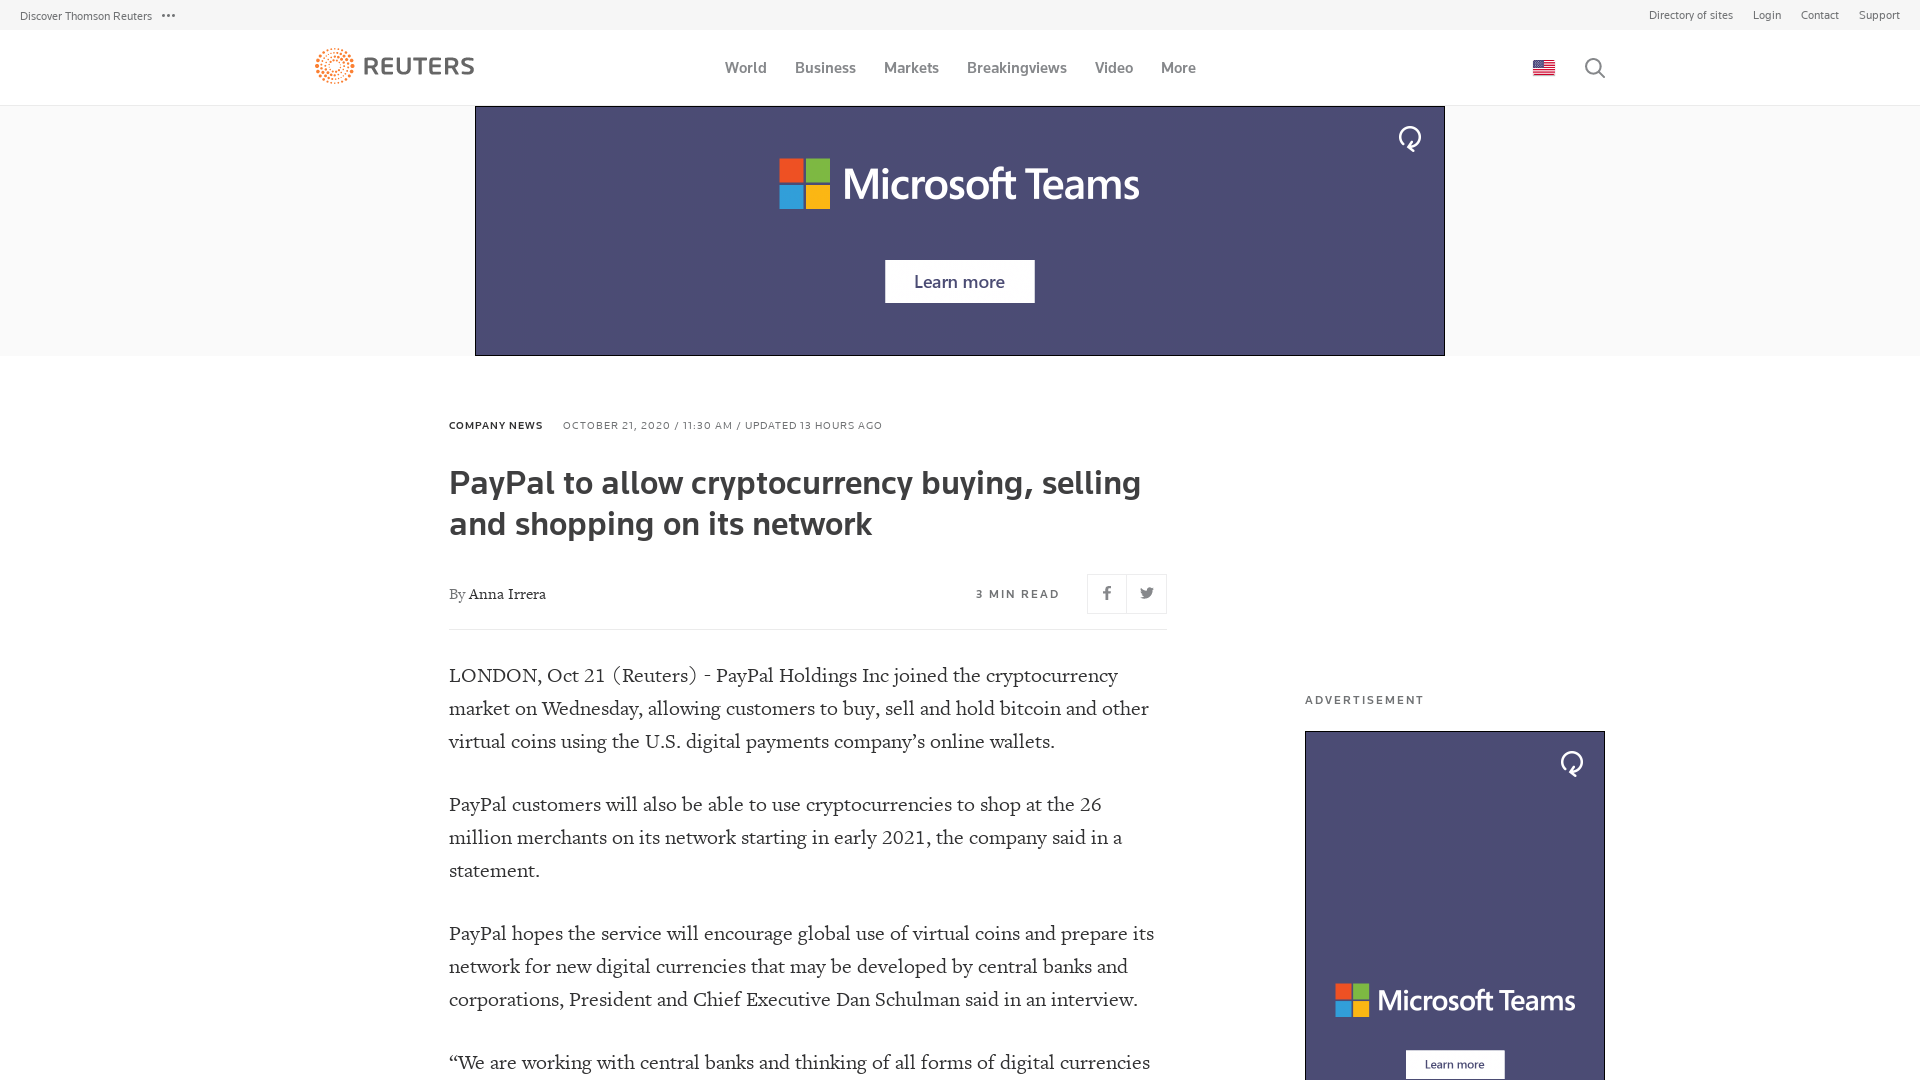 Discover Thomson Reuters
Directory of sites Login Contact Support
REUTERS
World Business Markets Breakingviews Video More
Microsoft Teams
Learn more
COMPANY NEWS OCTOBER 21, 2020 / 11:30 AM / UPDATED 13 HOURS AGO
PayPal to allow cryptocurrency buying, selling
and shopping on its network
By Anna Irrera
3 MIN READ
LONDON, Oct 21 (Reuters) - PayPal Holdings Inc joined the cryptocurrency
market on Wednesday, allowing customers to buy, sell and hold bitcoin and other
virtual coins using the U.S. digital payments company’s online wallets.
PayPal customers will also be able to use cryptocurrencies to shop at the 26
million merchants on its network starting in early 2021, the company said in a
statement.
PayPal hopes the service will encourage global use of virtual coins and prepare its
network for new digital currencies that may be developed by central banks and
corporations, President and Chief Executive Dan Schulman said in an interview.
“We are working with central banks and thinking of all forms of digital currencies
ADVERTISEMENT
Microsoft Teams
Learn more